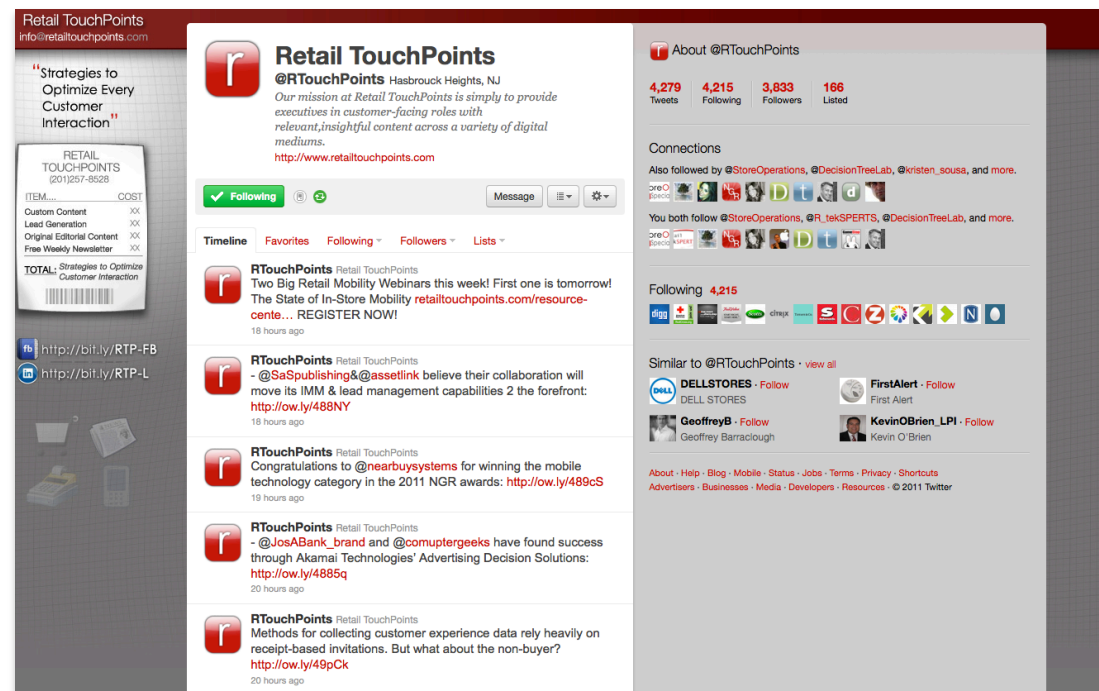 Retail TouchPoints
info@retailtouchpoints.com
"Strategies to
Optimize Every
Customer
Interaction"
RETAIL
TOUCHPOINTS
(201)257-8528
ITEM.... COST
Custom Content XX
Lead Generation XX
Original Editorial Content XX
Free Weekly Newsletter XX
TOTAL: Strategies to Optimize
Customer Interaction
fb http://bit.ly/RTP-FB
in http://bit.ly/RTP-L
r
Retail TouchPoints
@RTouchPoints Hasbrouck Heights, NJ
Our mission at Retail TouchPoints is simply to provide
executives in customer-facing roles with
relevant,insightful content across a variety of digital
mediums.
http://www.retailtouchpoints.com
Following
Message
Timeline Favorites Following Followers Lists
r
RTouchPoints Retail TouchPoints
Two Big Retail Mobility Webinars this week! First one is tomorrow!
The State of In-Store Mobility retailtouchpoints.com/resource-
cente… REGISTER NOW!
18 hours ago
r
RTouchPoints Retail TouchPoints
- @SaSpublishing&@assetlink believe their collaboration will
move its IMM & lead management capabilities 2 the forefront:
http://ow.ly/488NY
18 hours ago
r
RTouchPoints Retail TouchPoints
Congratulations to @nearbuysystems for winning the mobile
technology category in the 2011 NGR awards: http://ow.ly/489cS
19 hours ago
r
RTouchPoints Retail TouchPoints
- @JosABank_brand and @comuptergeeks have found success
through Akamai Technologies' Advertising Decision Solutions:
http://ow.ly/4885q
20 hours ago
r
RTouchPoints Retail TouchPoints
Methods for collecting customer experience data rely heavily on
receipt-based invitations. But what about the non-buyer?
http://ow.ly/49pCk
20 hours ago
r About @RTouchPoints
4,279 4,215 3,833 166
Tweets Following Followers Listed
Connections
Also followed by @StoreOperations, @DecisionTreeLab, @kristen_sousa, and more.
D t d
You both follow @StoreOperations, @R_tekSPERTS, @DecisionTreeLab, and more.
D t
Following 4,215
digg citrix S C Z N
Similar to @RTouchPoints · view all
DELL DELLSTORES · Follow
DELL STORES
FirstAlert · Follow
First Alert
GeoffreyB · Follow
Geoffrey Barraclough
KevinOBrien_LPI · Follow
Kevin O'Brien
About · Help · Blog · Mobile · Status · Jobs · Terms · Privacy · Shortcuts
Advertisers · Businesses · Media · Developers · Resources · © 2011 Twitter